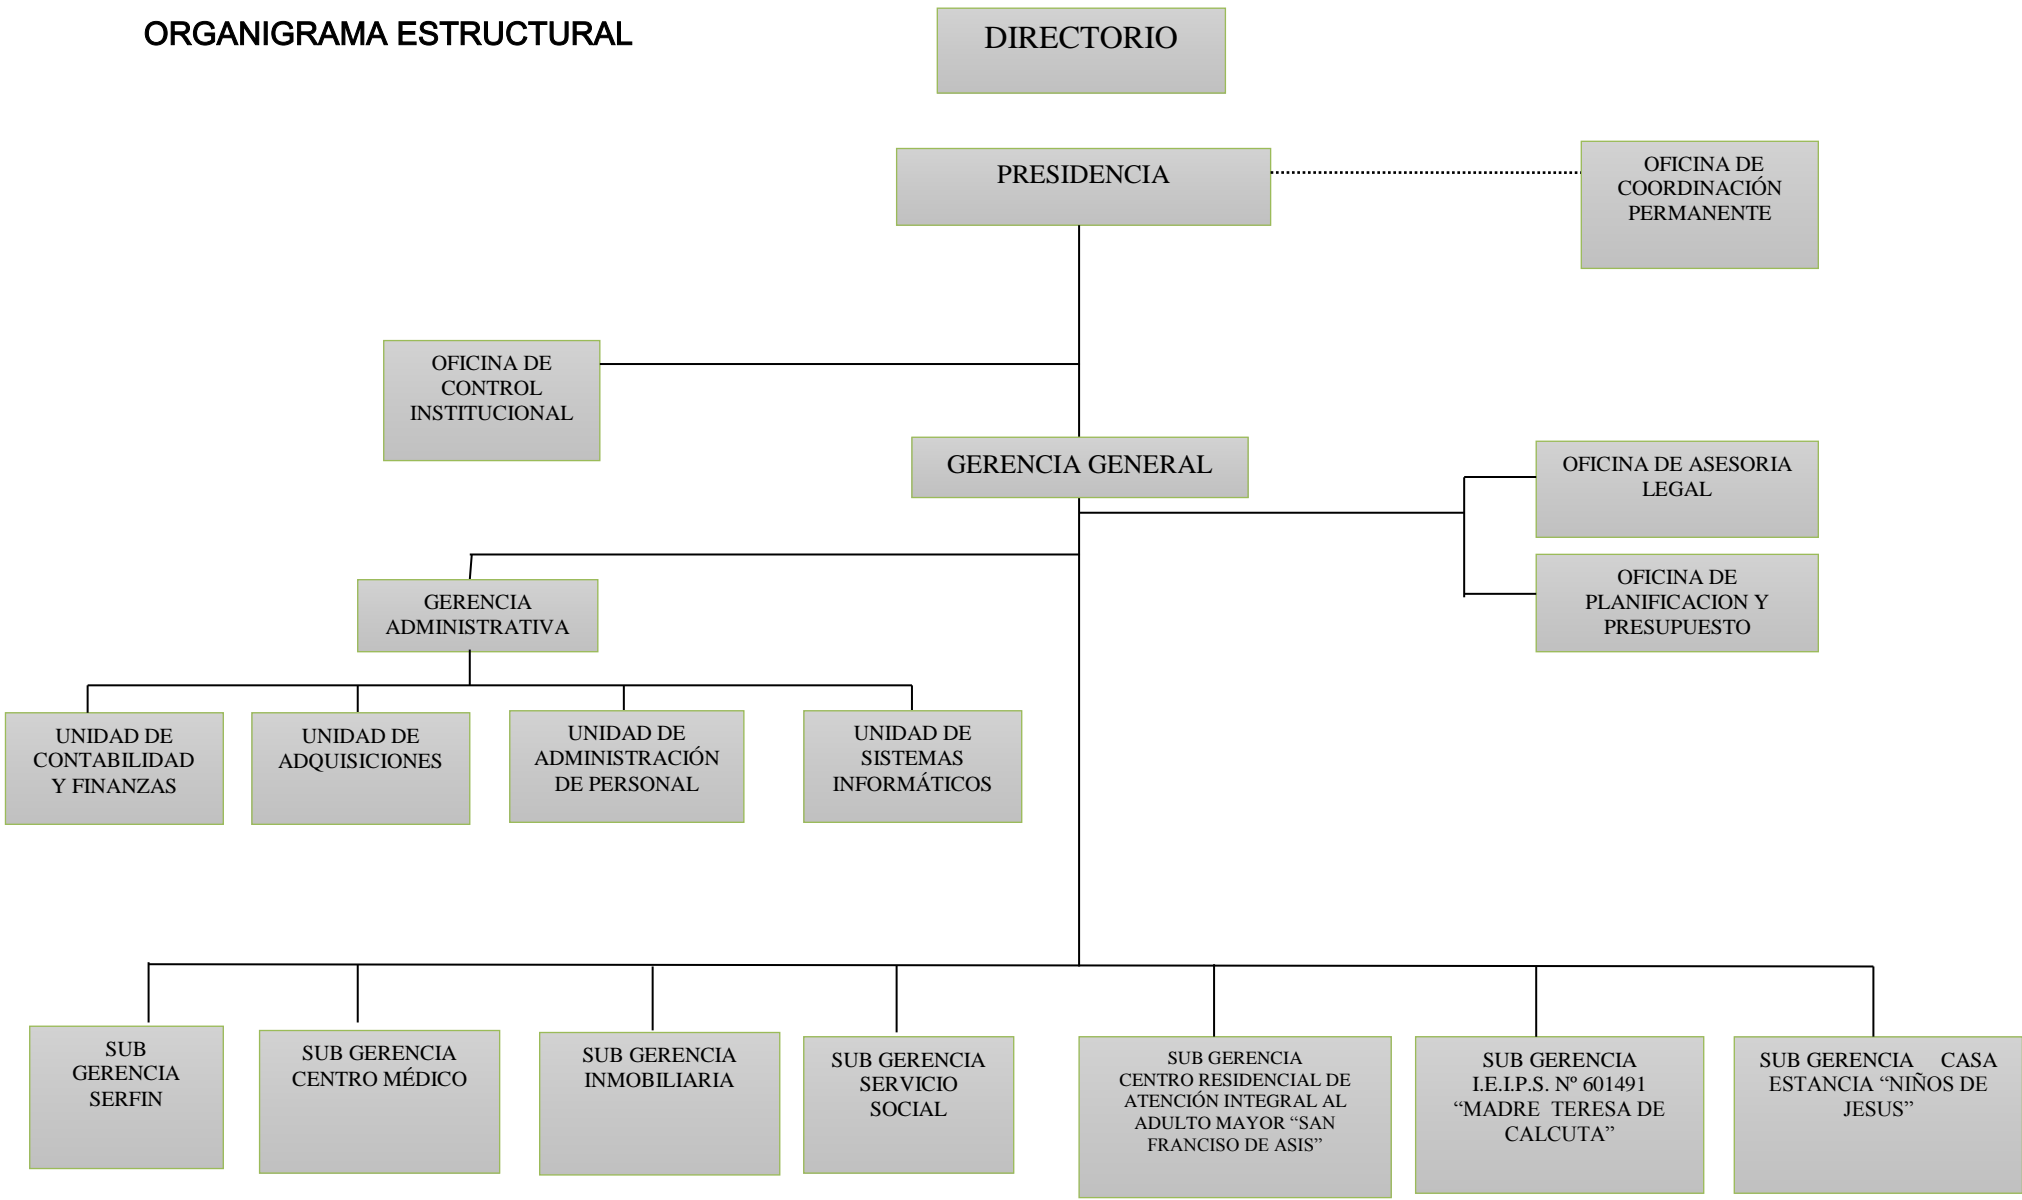 ORGANIGRAMA ESTRUCTURAL
DIRECTORIO
PRESIDENCIA
OFICINA DE
COORDINACIÓN
PERMANENTE
OFICINA DE
CONTROL
INSTITUCIONAL
GERENCIA GENERAL
OFICINA DE ASESORIA
LEGAL
OFICINA DE
PLANIFICACION Y
PRESUPUESTO
GERENCIA
ADMINISTRATIVA
UNIDAD DE
CONTABILIDAD
Y FINANZAS
UNIDAD DE
ADQUISICIONES
UNIDAD DE
ADMINISTRACIÓN
DE PERSONAL
UNIDAD DE
SISTEMAS
INFORMÁTICOS
SUB
GERENCIA
SERFIN
SUB GERENCIA
CENTRO MÉDICO
SUB GERENCIA
INMOBILIARIA
SUB GERENCIA
SERVICIO
SOCIAL
SUB GERENCIA
CENTRO RESIDENCIAL DE
ATENCIÓN INTEGRAL AL
ADULTO MAYOR “SAN
FRANCISO DE ASIS”
SUB GERENCIA
I.E.I.P.S. Nº 601491
“MADRE TERESA DE
CALCUTA”
SUB GERENCIA CASA
ESTANCIA “NIÑOS DE
JESUS”